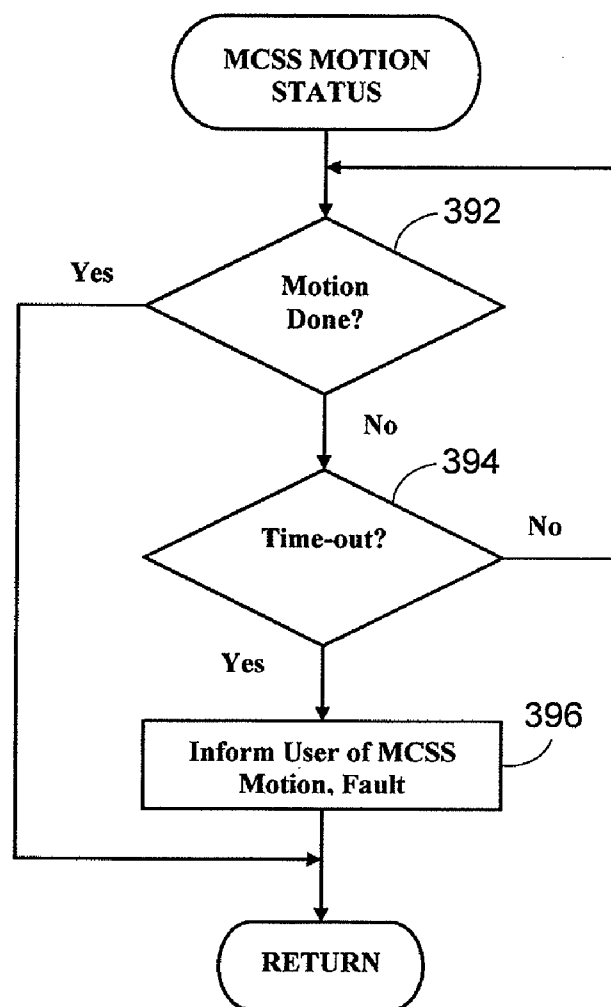 MCSS MOTION
STATUS
392
Yes
Motion
Done?
No
394
Time-out?
No
Yes
396
Inform User of MCSS
Motion, Fault
RETURN